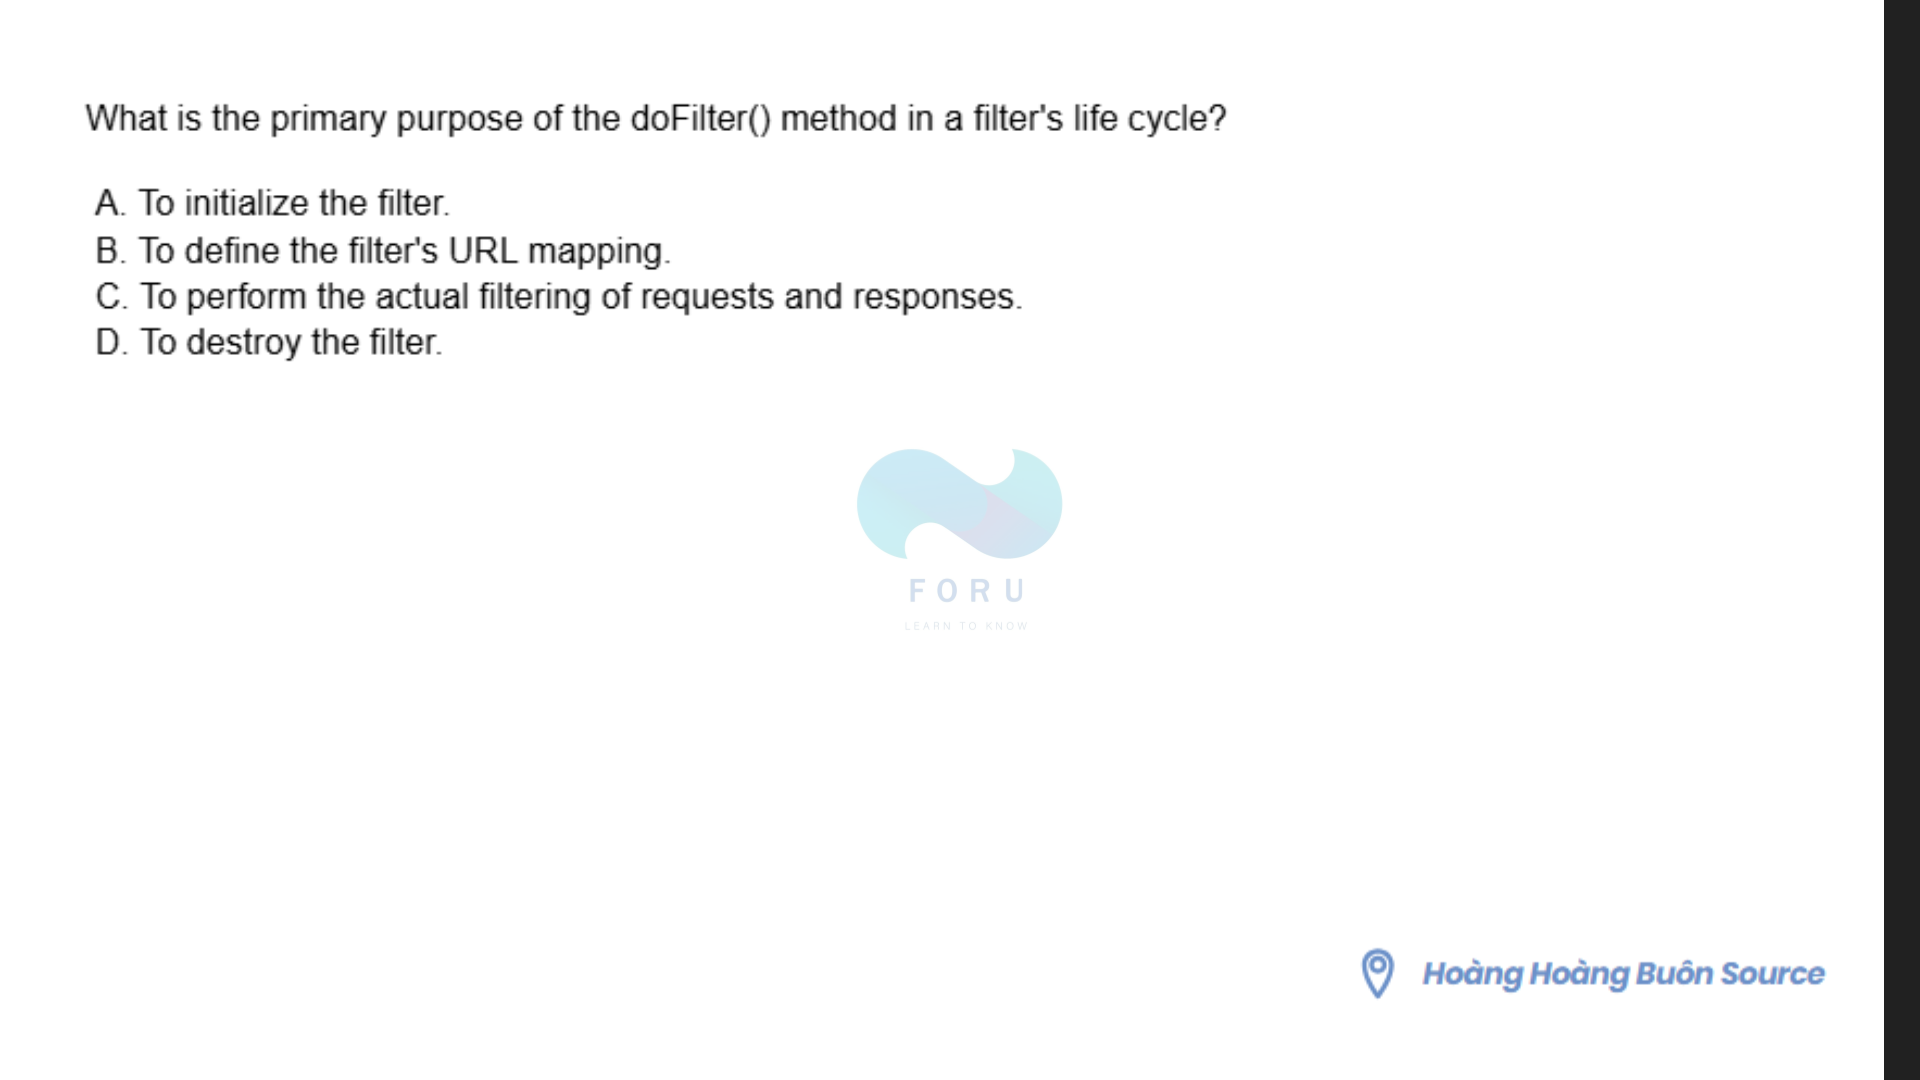 What is the primary purpose of the doFilter() method in a filter's life cycle?
A. To initialize the filter.
B. To define the filter's URL mapping.
C. To perform the actual filtering of requests and responses.
D. To destroy the filter.
FORU
LEARN TO KNOW
Hoàng Hoàng Buôn Source